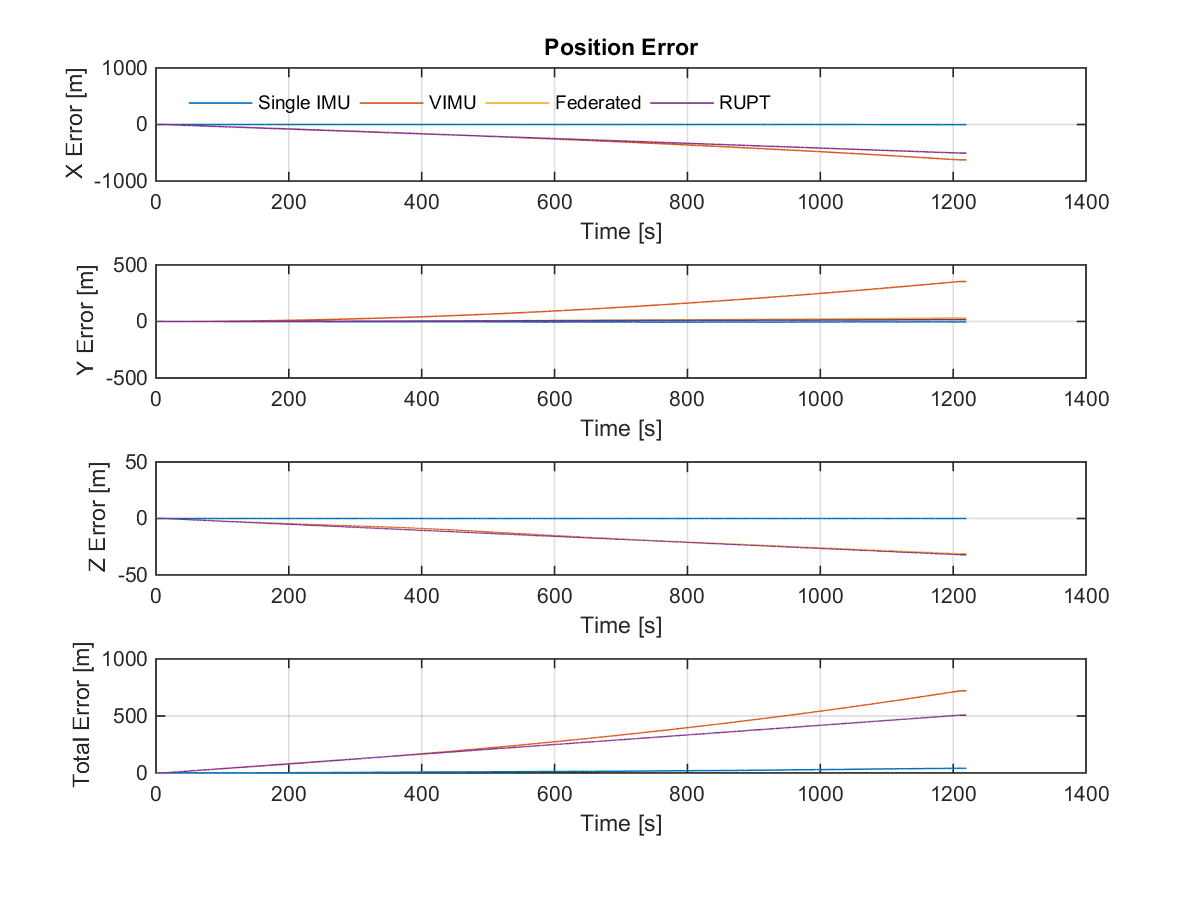 Position Error
1000
0
-1000
X Error [m]
Single IMU VIMU Federated RUPT
0 200 400 600 800 1000 1200 1400
Time [s]
500
0
-500
Y Error [m]
0 200 400 600 800 1000 1200 1400
Time [s]
50
0
-50
Z Error [m]
0 200 400 600 800 1000 1200 1400
Time [s]
1000
500
0
Total Error [m]
0 200 400 600 800 1000 1200 1400
Time [s]